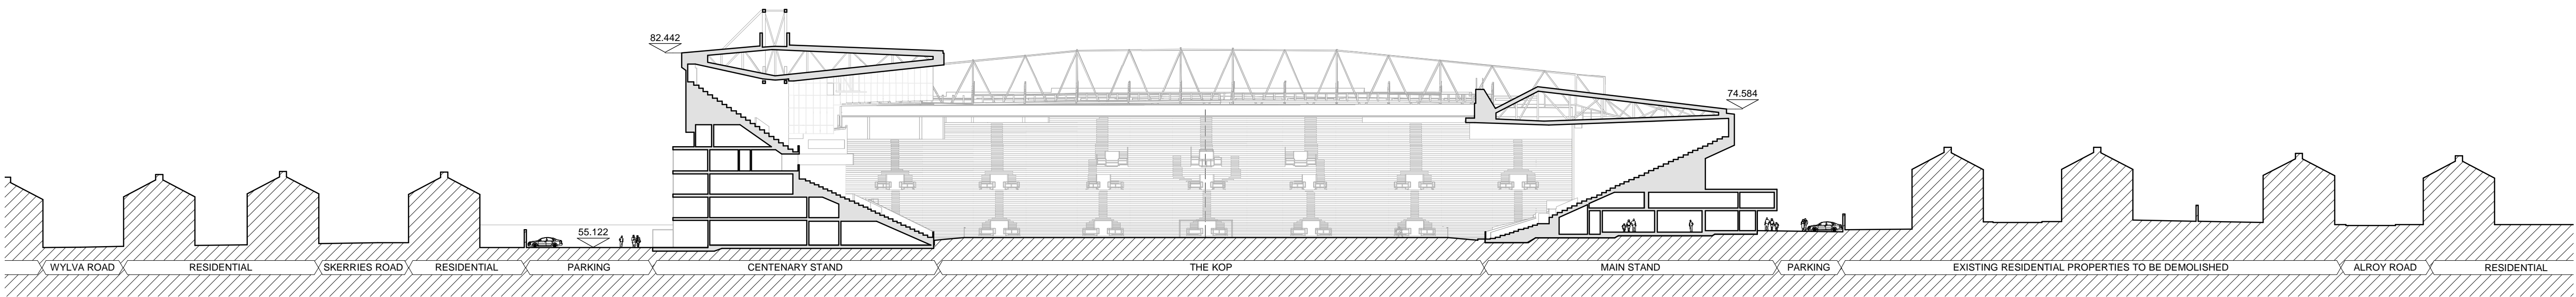 82.442
74.584
55.122
WYLVA ROAD
RESIDENTIAL
SKERRIES ROAD
RESIDENTIAL
PARKING
CENTENARY STAND
THE KOP
MAIN STAND
PARKING
EXISTING RESIDENTIAL PROPERTIES TO BE DEMOLISHED
ALROY ROAD
RESIDENTIAL